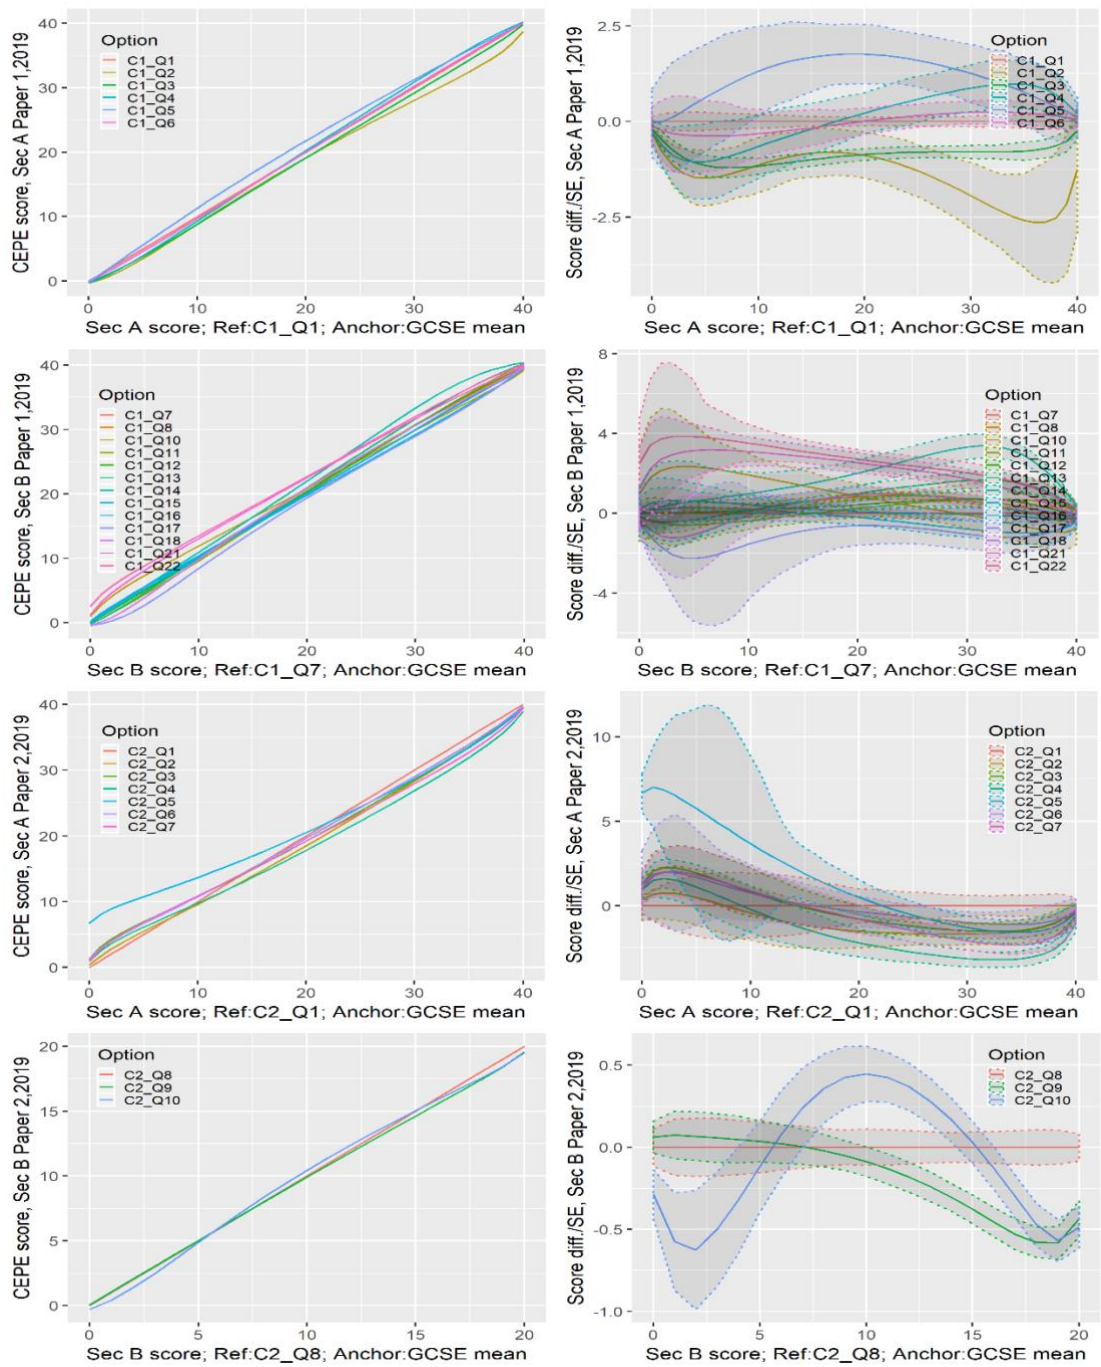 CEPE score, Sec A Paper 1,2019
40
30
20
10
0
Option
C1_Q1
C1_Q2
C1_Q3
C1_Q4
C1_Q5
C1_Q6
0 10 20 30 40
Sec A score; Ref:C1_Q1; Anchor:GCSE mean
Score diff./SE, Sec A Paper 1,2019
2.5
0.0
-2.5
Option
C1_Q1
C1_Q2
C1_Q3
C1_Q4
C1_Q5
C1_Q6
0 10 20 30 40
Sec A score; Ref:C1_Q1; Anchor:GCSE mean
CEPE score, Sec B Paper 1,2019
40
30
20
10
0
Option
C1_Q7
C1_Q8
C1_Q10
C1_Q11
C1_Q12
C1_Q13
C1_Q14
C1_Q15
C1_Q16
C1_Q17
C1_Q18
C1_Q21
C1_Q22
0 10 20 30 40
Sec B score; Ref:C1_Q7; Anchor:GCSE mean
Score diff./SE, Sec B Paper 1,2019
8
4
0
-4
Option
C1_Q7
C1_Q8
C1_Q10
C1_Q11
C1_Q12
C1_Q13
C1_Q14
C1_Q15
C1_Q16
C1_Q17
C1_Q18
C1_Q21
C1_Q22
0 10 20 30 40
Sec B score; Ref:C1_Q7; Anchor:GCSE mean
CEPE score, Sec A Paper 2,2019
40
30
20
10
0
Option
C2_Q1
C2_Q2
C2_Q3
C2_Q4
C2_Q5
C2_Q6
C2_Q7
0 10 20 30 40
Sec A score; Ref:C2_Q1; Anchor:GCSE mean
Score diff./SE, Sec A Paper 2,2019
10
5
0
Option
C2_Q1
C2_Q2
C2_Q3
C2_Q4
C2_Q5
C2_Q6
C2_Q7
0 10 20 30 40
Sec A score; Ref:C2_Q1; Anchor:GCSE mean
CEPE score, Sec B Paper 2,2019
20
15
10
5
0
Option
C2_Q8
C2_Q9
C2_Q10
0 5 10 15 20
Sec B score; Ref:C2_Q8; Anchor:GCSE mean
Score diff./SE, Sec B Paper 2,2019
0.5
0.0
-0.5
-1.0
Option
C2_Q8
C2_Q9
C2_Q10
0 5 10 15 20
Sec B score; Ref:C2_Q8; Anchor:GCSE mean